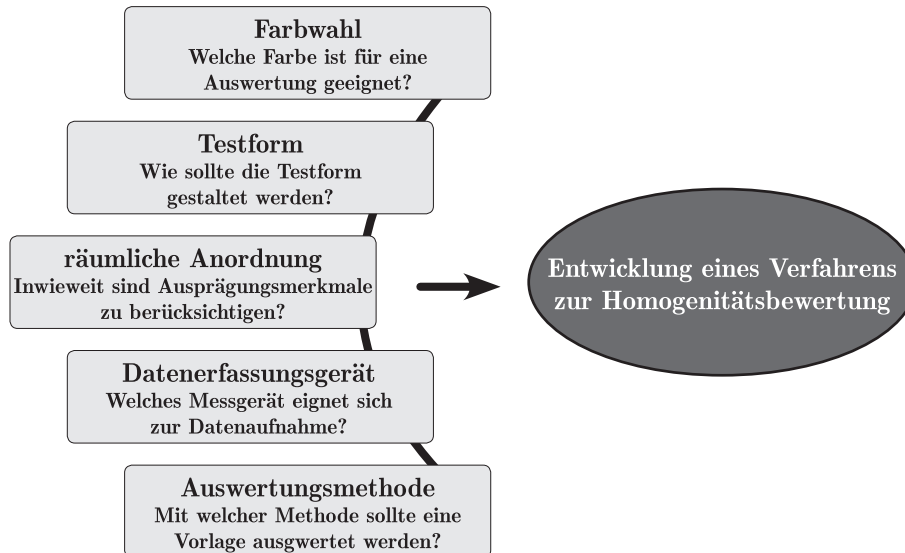 Farbwahl
Welche Farbe ist für eine
Auswertung geeignet?
Testform
Wie sollte die Testform
gestaltet werden?
räumliche Anordnung
Inwieweit sind Ausprägungsmerkmale
zu berücksichtigen?
Datenerfassungsgerät
Welches Messgerät eignet sich
zur Datenaufnahme?
Auswertungsmethode
Mit welcher Methode sollte eine
Vorlage ausgwertet werden?
Entwicklung eines Verfahrens
zur Homogenitätsbewertung